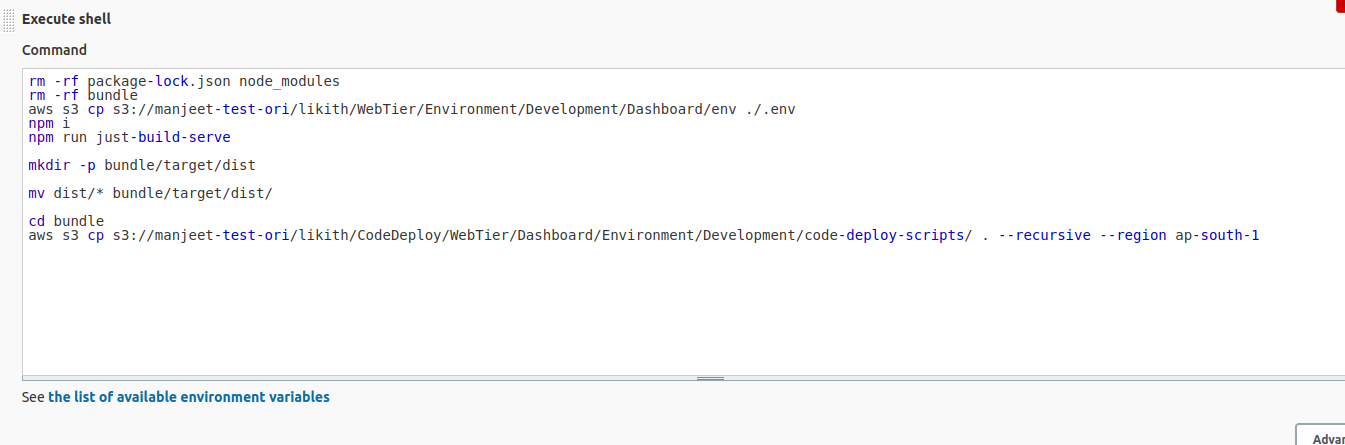 Execute shell
Command
rm -rf package-lock.json node_modules
rm -rf bundle
aws s3 cp s3://manjeet-test-ori/likith/WebTier/Environment/Development/Dashboard/env ./.env
npm i
npm run just-build-serve
mkdir -p bundle/target/dist
mv dist/* bundle/target/dist/
cd bundle
aws s3 cp s3://manjeet-test-ori/likith/CodeDeploy/WebTier/Dashboard/Environment/Development/code-deploy-scripts/ . --recursive --region ap-south-1
See the list of available environment variables
Advan